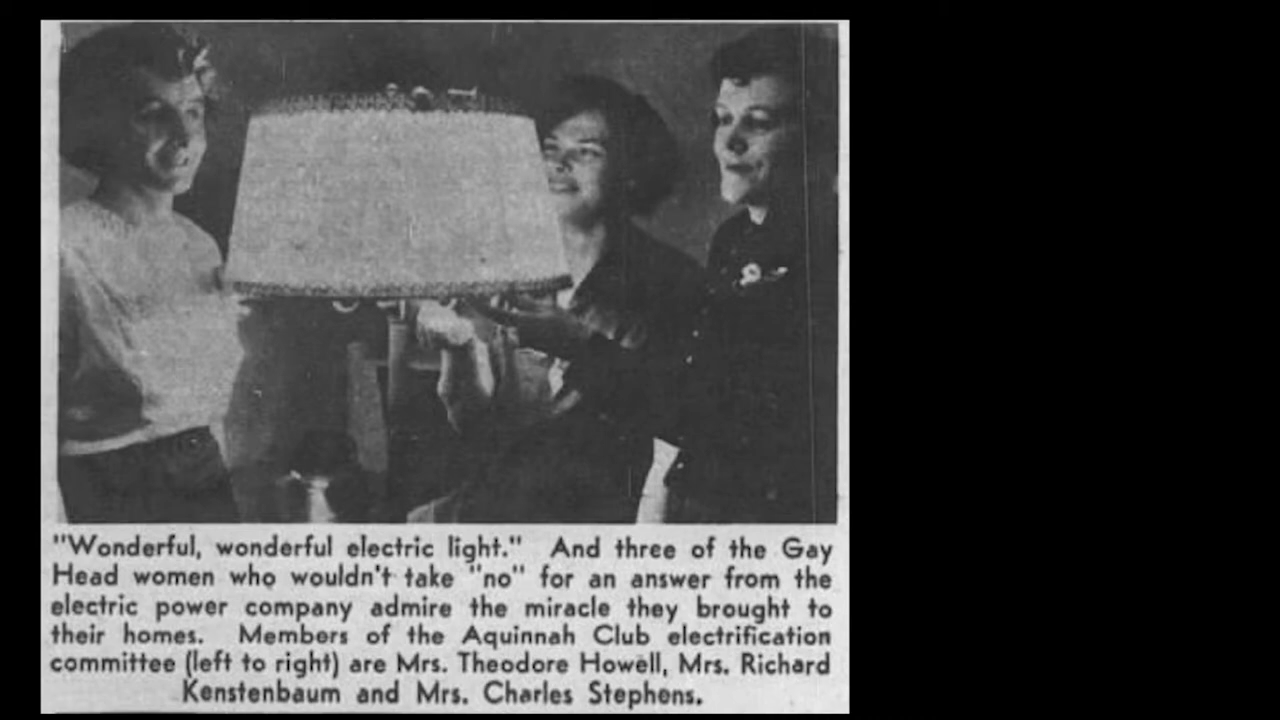 "Wonderful, wonderful electric light." And three of the Gay
Head women who wouldn't take "no" for an answer from the
electric power company admire the miracle they brought to
their homes. Members of the Aquinnah Club electrification
committee (left to right) are Mrs. Theodore Howell, Mrs. Richard
Kenstenbaum and Mrs. Charles Stephens.